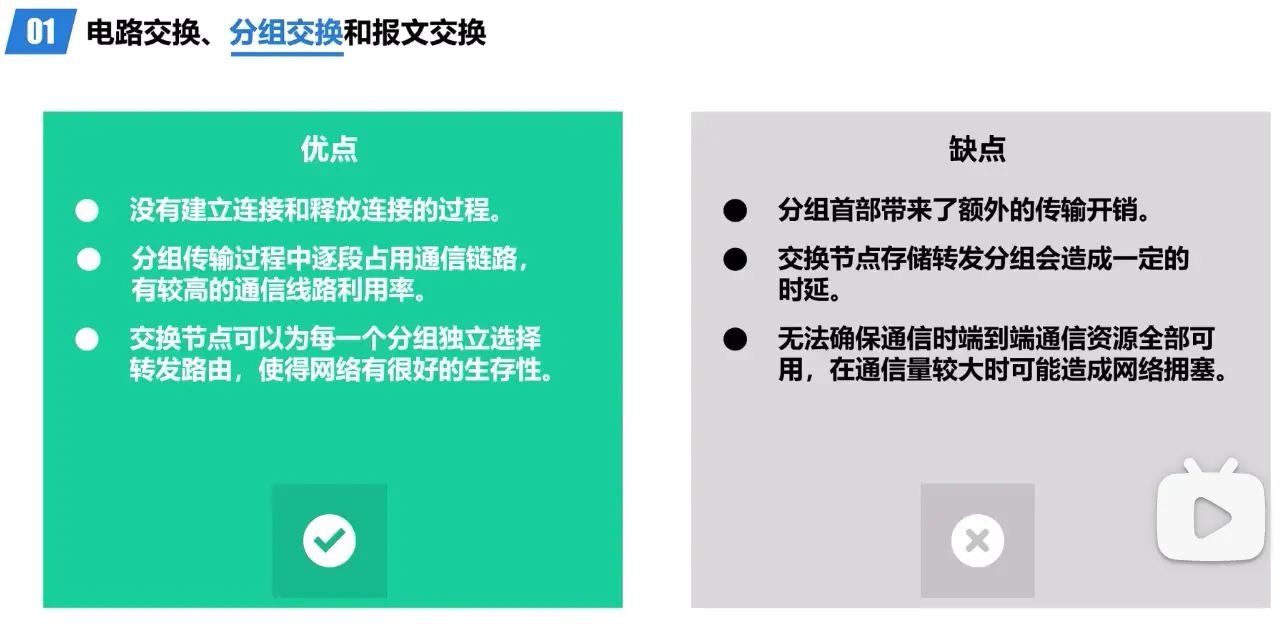 01 电路交换、分组交换和报文交换
优点
没有建立连接和释放连接的过程。
分组传输过程中逐段占用通信链路，
有较高的通信线路利用率。
交换节点可以为每一个分组独立选择
转发路由，使得网络有很好的生存性。
缺点
分组首部带来了额外的传输开销。
交换节点存储转发分组会造成一定的
时延。
无法确保通信时端到端通信资源全部可
用，在通信量较大时可能造成网络拥塞。